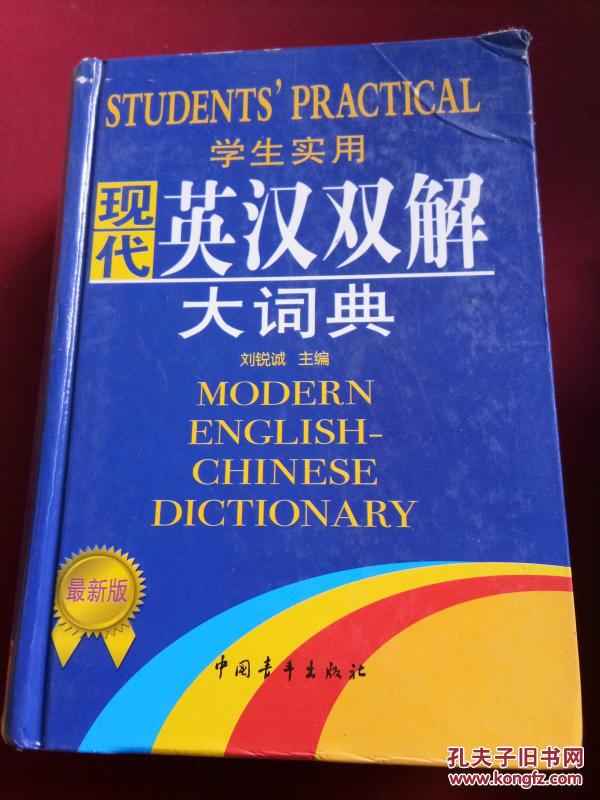 STUDENTS' PRACTICAL
学生实用
现代
英汉双解
大词典
刘锐诚 主编
MODERN
ENGLISH-
CHINESE
DICTIONARY
最新版
中国青年出版社
孔夫子旧书网
www.kongfz.com